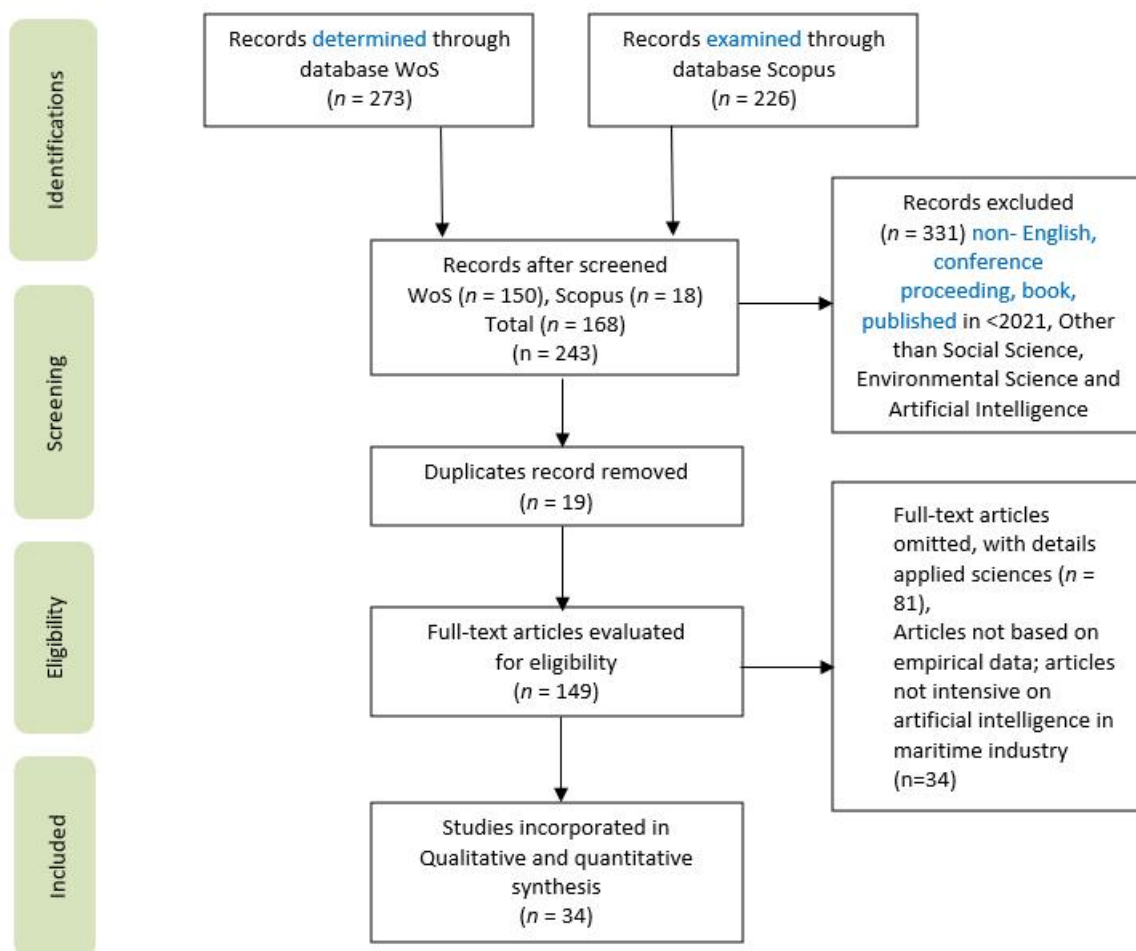 Identifications
Records determined through
database WoS
(n = 273)
Records examined through
database Scopus
(n = 226)
Records excluded
(n = 331) non- English,
conference
proceeding, book,
published in <2021, Other
than Social Science,
Environmental Science and
Artificial Intelligence
Screening
Records after screened
WoS (n = 150), Scopus (n = 18)
Total (n = 168)
(n = 243)
Duplicates record removed
(n = 19)
Eligibility
Full-text articles evaluated
for eligibility
(n = 149)
Full-text articles
omitted, with details
applied sciences (n =
81),
Articles not based on
empirical data; articles
not intensive on
artificial intelligence in
maritime industry
(n=34)
Included
Studies incorporated in
Qualitative and quantitative
synthesis
(n = 34)